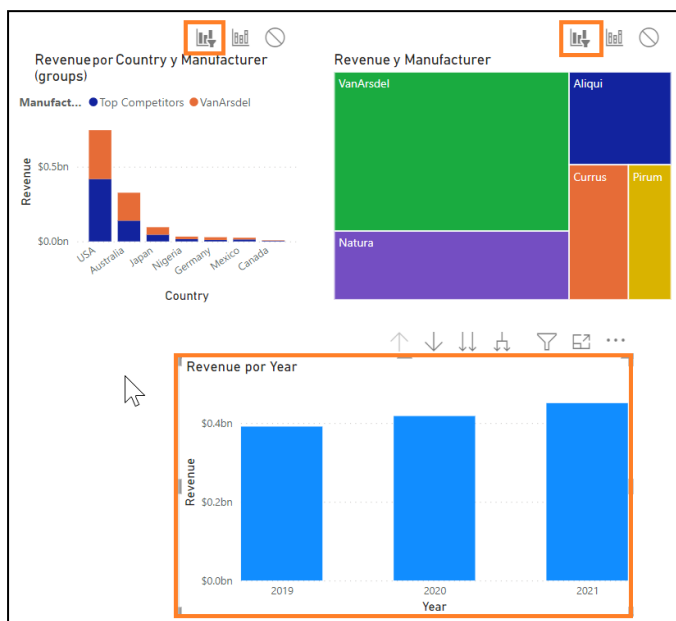 Revenue por Country y Manufacturer
(groups)
Manufact... Top Competitors VanArsdel
Revenue
$0.5bn
$0.0bn
USA
Australia
Japan
Nigeria
Germany
Mexico
Canada
Country
Revenue y Manufacturer
VanArsdel
Aliqui
Currus
Pirum
Natura
Revenue por Year
Revenue
$0.4bn
$0.2bn
$0.0bn
2019
2020
2021
Year